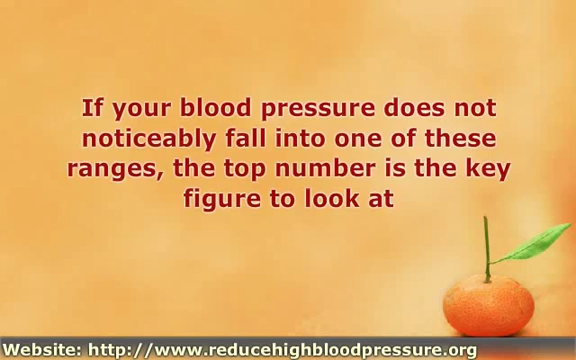 If your blood pressure does not
noticeably fall into one of these
ranges, the top number is the key
figure to look at
Website: http://www.reducehighbloodpressure.org